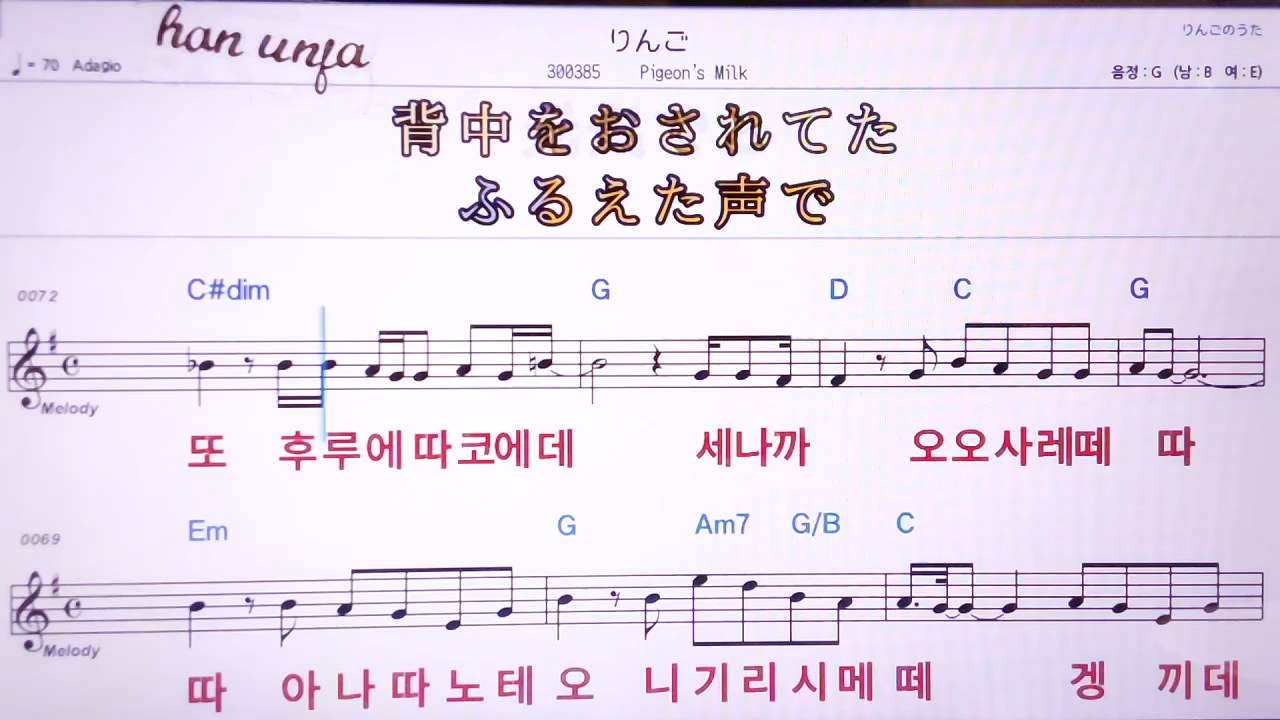 han unfa
りんご
りんごのうた
♩= 70 Adagio
300385 Pigeon's Milk
음정:G (남:B 여:E)
背中をおされてた
ふるえた声で
0072
C#dim G D C G
Melody
또 후루에따코에데 세나까 오오사레떼 따
0069
Em G Am7 G/B C
Melody
따 아나따노테오 니기리시메떼 겡끼데